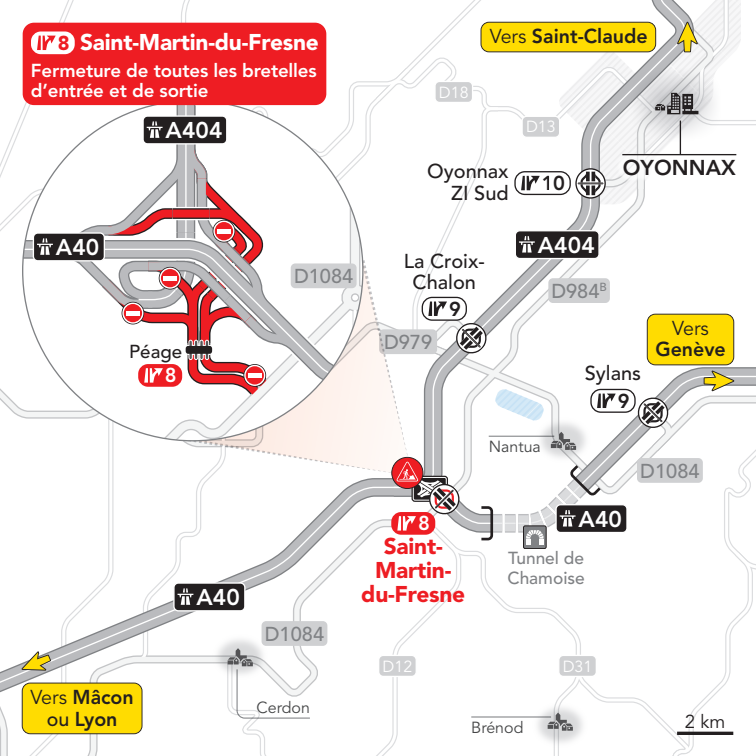 8 Saint-Martin-du-Fresne
Fermeture de toutes les bretelles
d'entrée et de sortie
A404
A40
Péage
8
Vers Saint-Claude
D18
D13
OYONNAX
Oyonnax
ZI Sud
10
A404
La Croix-
Chalon
9
D984B
D1084
D979
Vers
Genève
Sylans
9
Nantua
D1084
A40
8
Saint-
Martin-
du-Fresne
Tunnel de
Chamoise
A40
D1084
D12
D31
Vers Mâcon
ou Lyon
Cerdon
Brénod
2 km